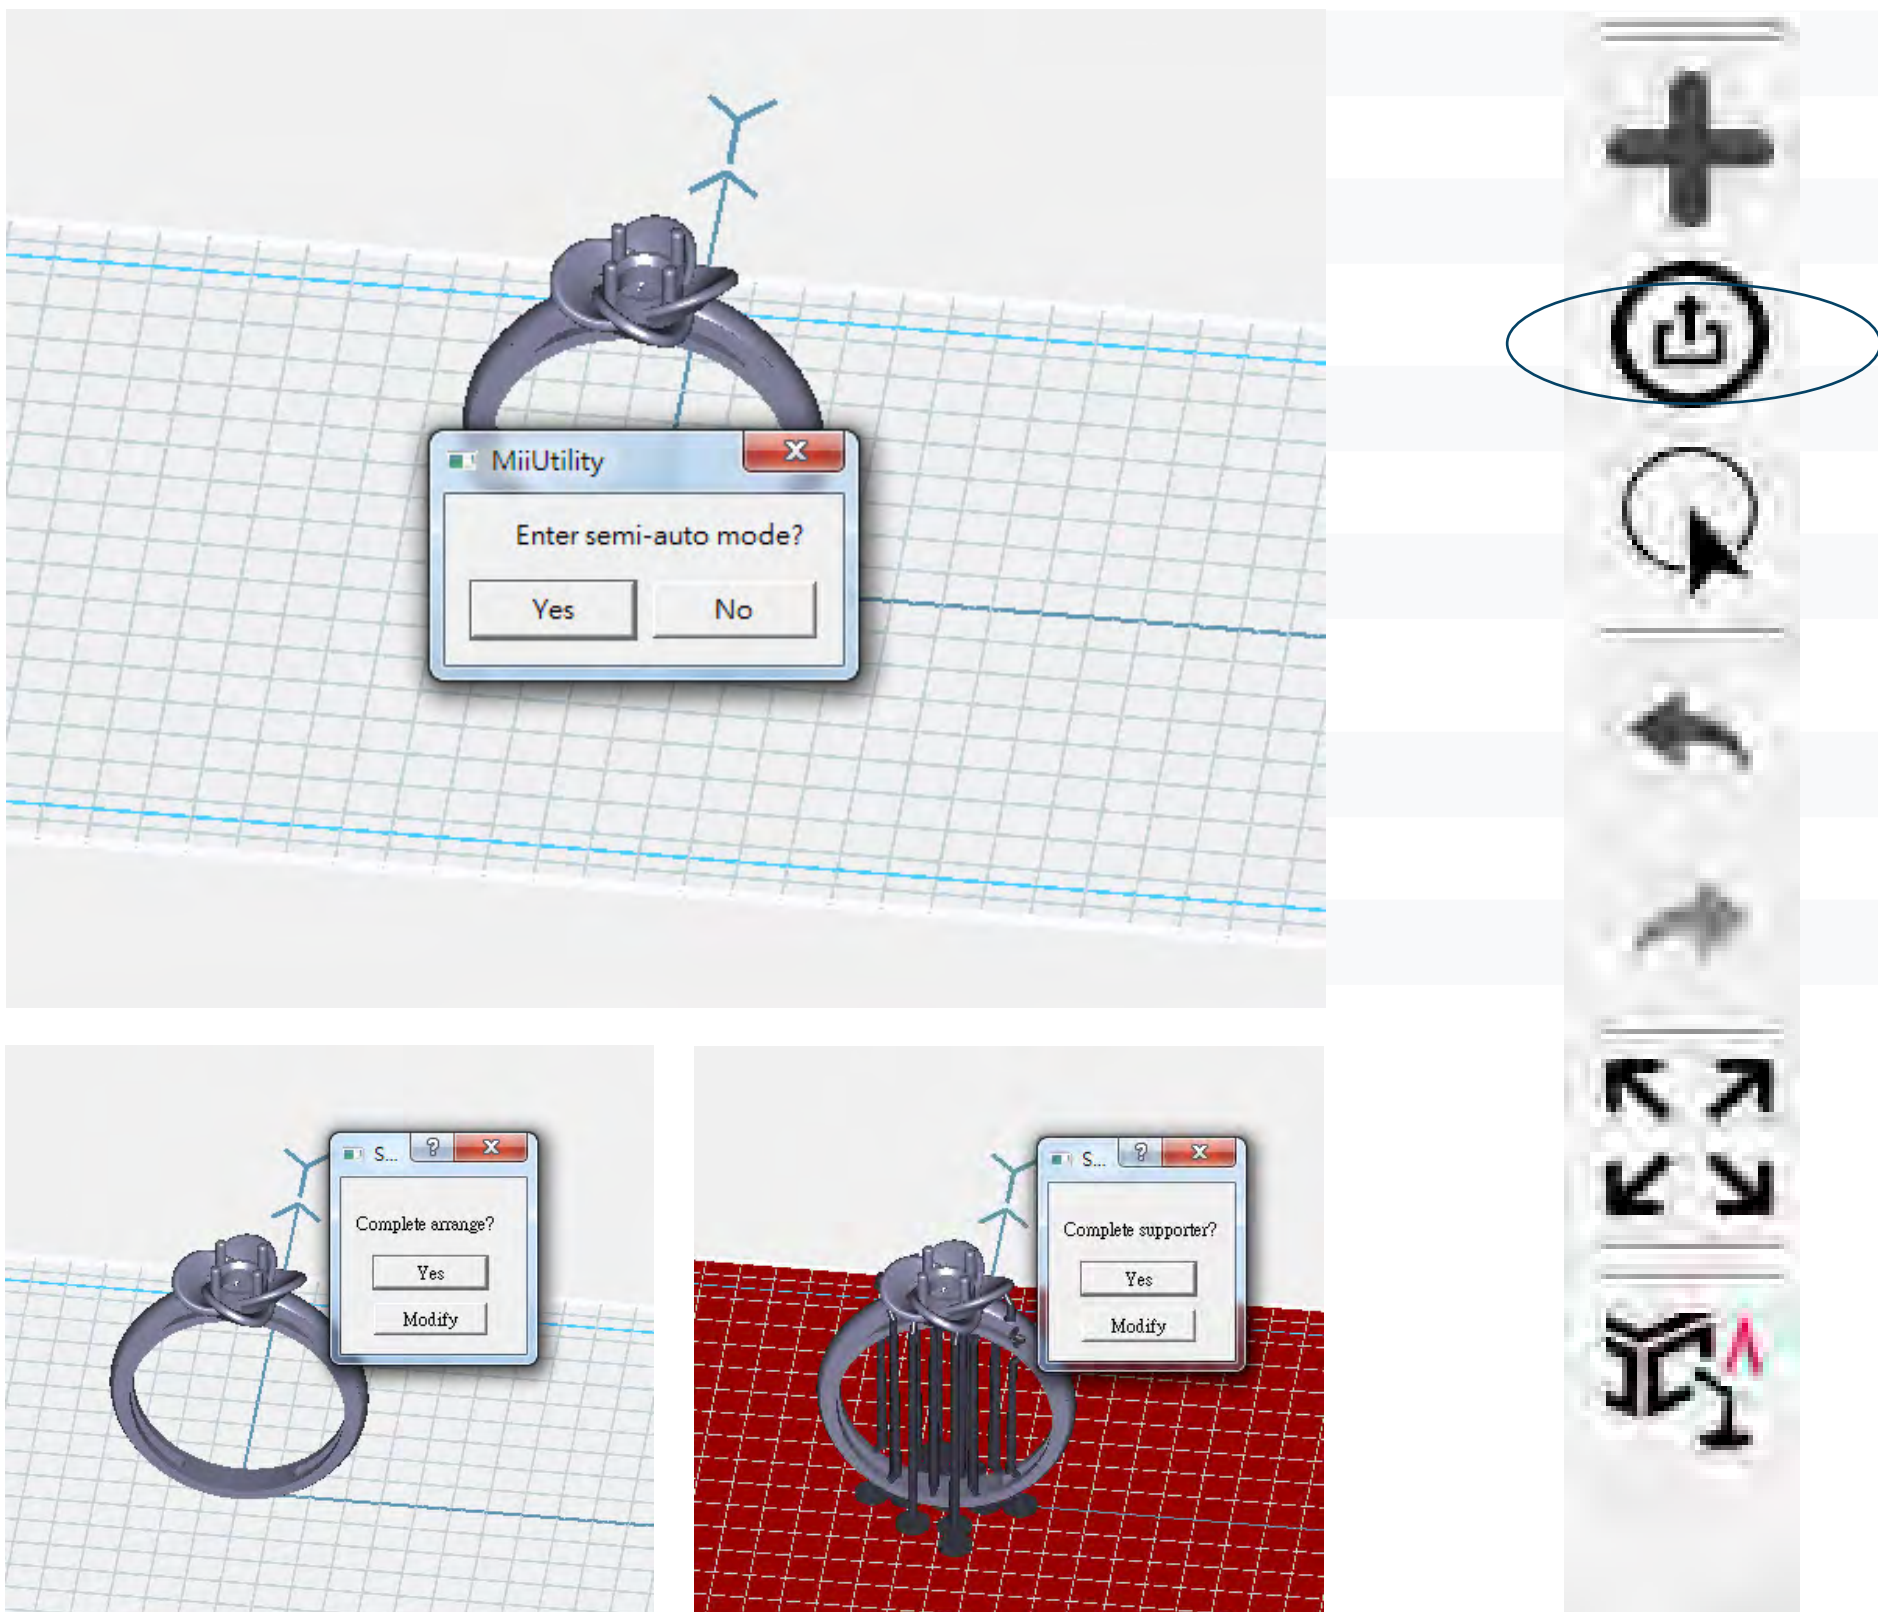 MiiUtility
Enter semi-auto mode?
Yes
No
S...
Complete arrange?
Yes
Modify
S...
Complete supporter?
Yes
Modify